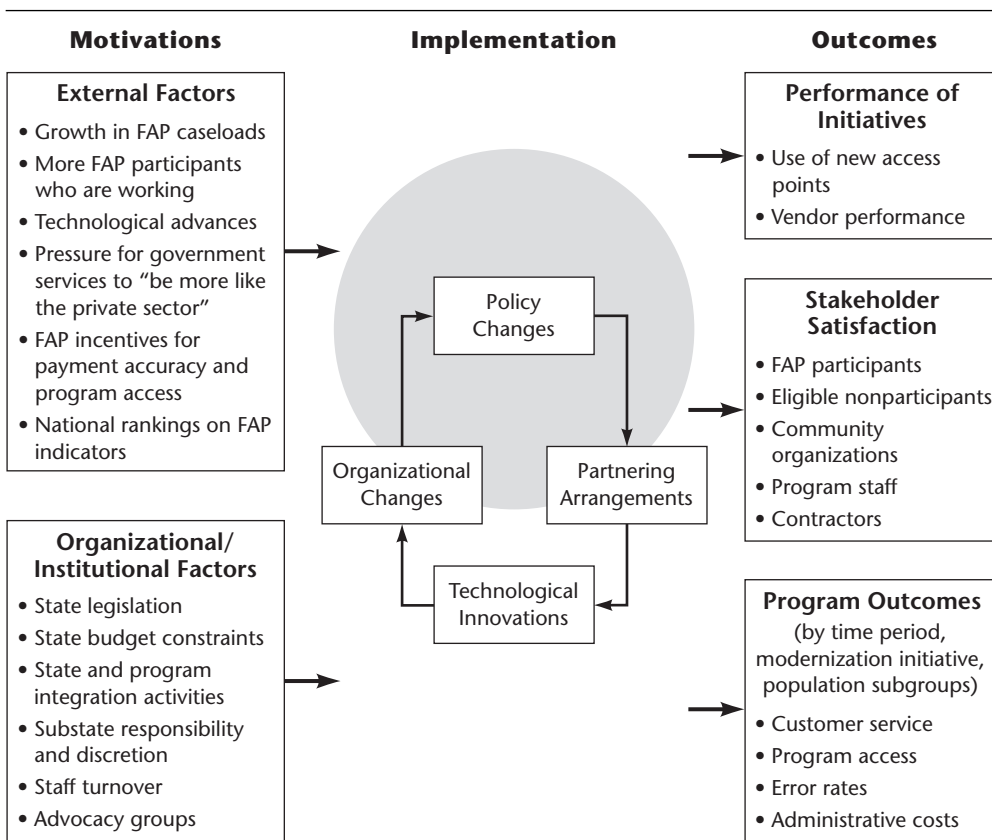 Motivations
External Factors
• Growth in FAP caseloads
• More FAP participants
who are working
• Technological advances
• Pressure for government
services to “be more like
the private sector”
• FAP incentives for
payment accuracy and
program access
• National rankings on FAP
indicators
Organizational/
Institutional Factors
• State legislation
• State budget constraints
• State and program
integration activities
• Substate responsibility
and discretion
• Staff turnover
• Advocacy groups
Implementation
Policy
Changes
Organizational
Changes
Partnering
Arrangements
Technological
Innovations
Outcomes
Performance of
Initiatives
• Use of new access
points
• Vendor performance
Stakeholder
Satisfaction
• FAP participants
• Eligible nonparticipants
• Community
organizations
• Program staff
• Contractors
Program Outcomes
(by time period,
modernization initiative,
population subgroups)
• Customer service
• Program access
• Error rates
• Administrative costs